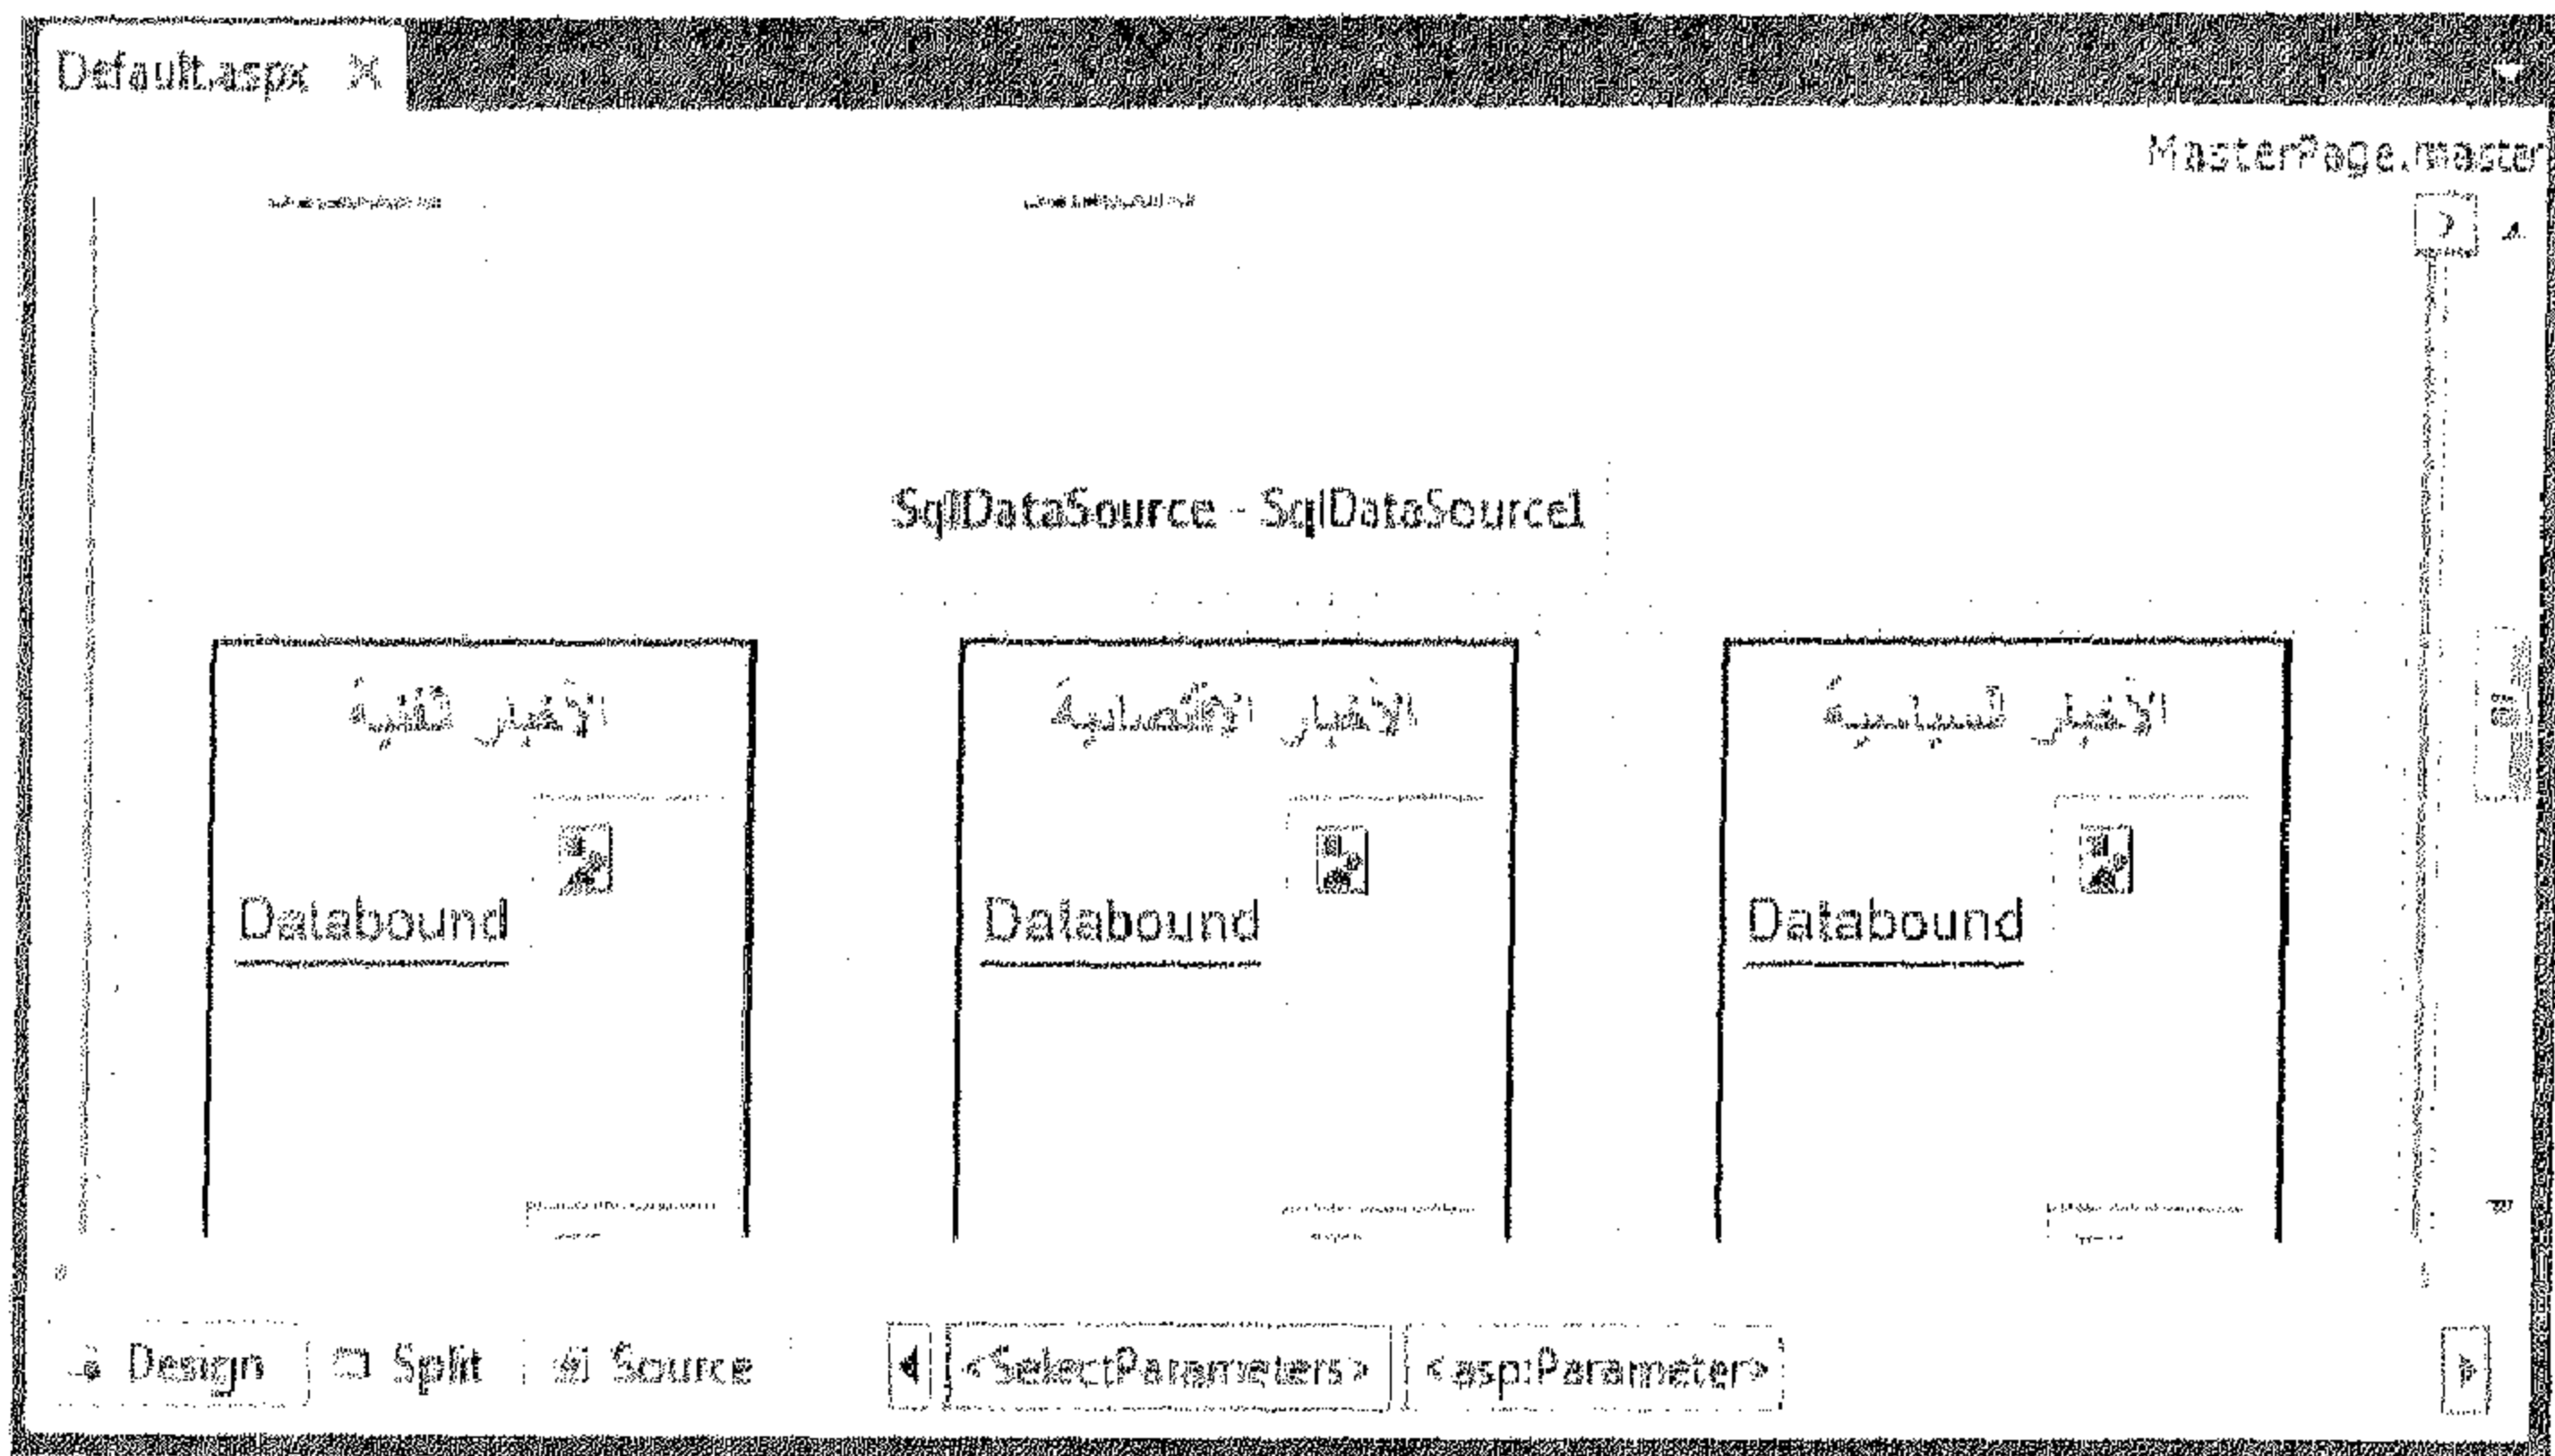 Default.aspx
MasterPage.master
SqlDataSource - SqlDataSource1
الأخبار السياسية
الأخبار الاقتصادية
الأخبار الفنية
Databound Databound Databound
Design Split Source <SelectParameters> <asp:Parameter>